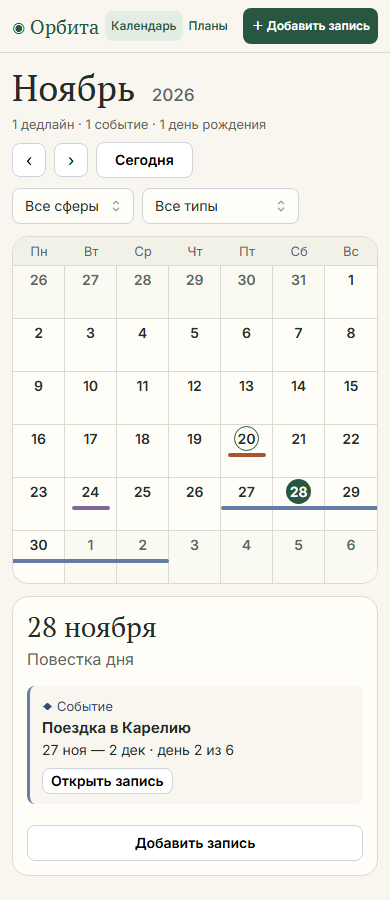 Орбита Календарь Планы + Добавить запись
Ноябрь 2026
1 дедлайн · 1 событие · 1 день рождения
‹ › Сегодня
Все сферы Все типы
Пн Вт Ср Чт Пт Сб Вс
26 27 28 29 30 31 1
2 3 4 5 6 7 8
9 10 11 12 13 14 15
16 17 18 19 20 21 22
23 24 25 26 27 28 29
30 1 2 3 4 5 6
28 ноября
Повестка дня
Событие
Поездка в Карелию
27 ноя — 2 дек · день 2 из 6
Открыть запись
Добавить запись